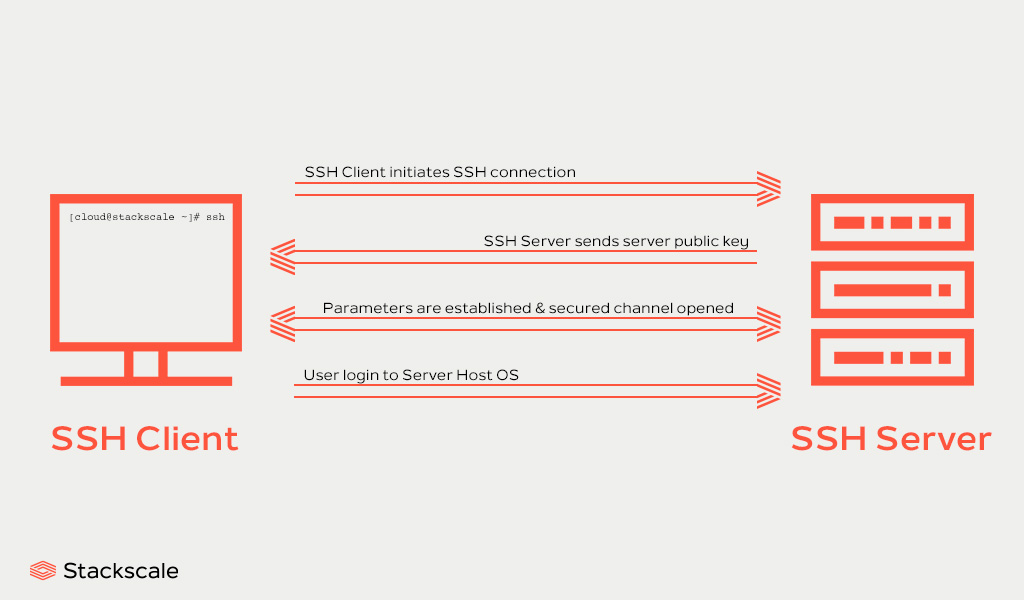 SSH Client initiates SSH connection
[cloud@stackscale ~]# ssh
SSH Server sends server public key
Parameters are established & secured channel opened
User login to Server Host OS
SSH Client
SSH Server
Stackscale